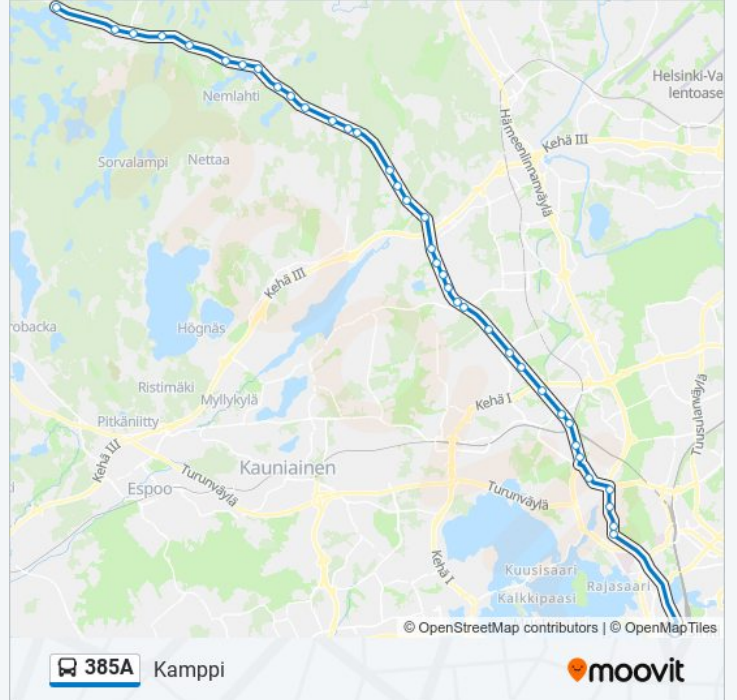 Helsinki-Va
lentoase
Nemlahti
Hämeenlinnanväylä
Kehä III
Sorvalampi
Nettaa
Kehä III
robacka
Högnäs
Ristimäki
Myllykylä
Kehä I
Turunväylä
Pitkäniitty
Kehä III
Kauniainen
Espoo
Turunväylä
Turunväylä
Kehä I
Kuusisaari
Kalkkipaasi
Rajasaari
© OpenStreetMap contributors | © OpenMapTiles
385A Kamppi
moovit